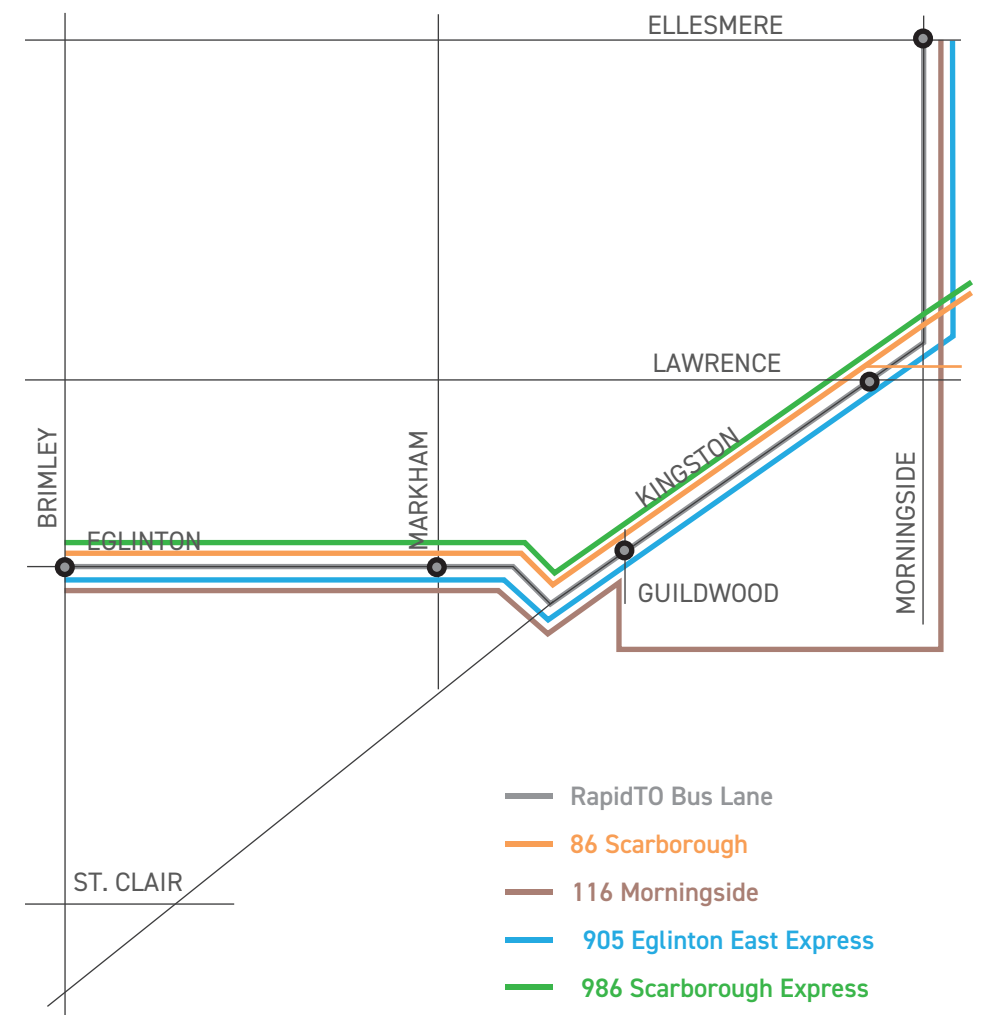 ELLESMERE
LAWRENCE
BRIMLEY
MARKHAM
KINGSTON
MORNINGSIDE
EGLINTON
GUILDWOOD
ST. CLAIR
RapidTO Bus Lane
86 Scarborough
116 Morningside
905 Eglinton East Express
986 Scarborough Express